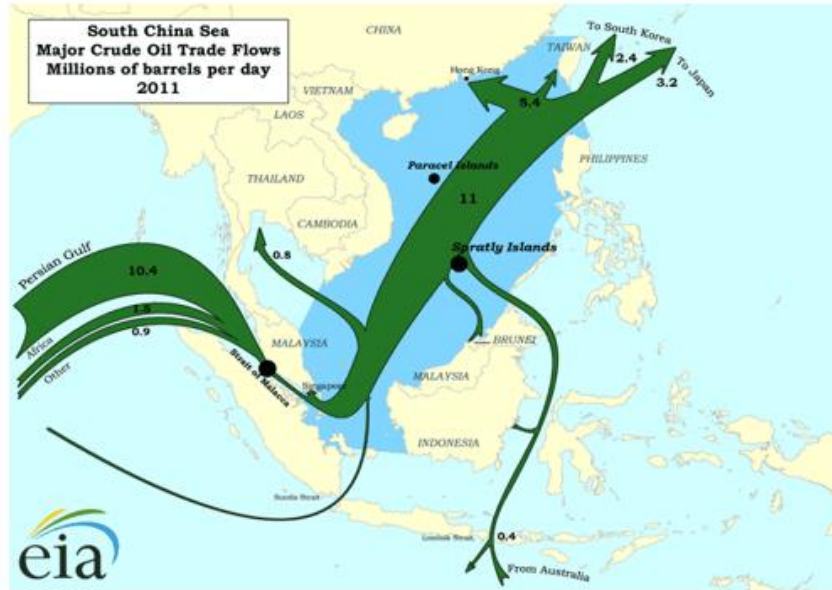 South China Sea
Major Crude Oil Trade Flows
Millions of barrels per day
2011
CHINA
TAIWAN
To South Korea
2.4
To Japan
3.2
Hong Kong
5.4
VIETNAM
LAOS
Paracel Islands
PHILIPPINES
THAILAND
11
CAMBODIA
Spratly Islands
0.8
Persian Gulf
10.4
1.5
Africa
0.9
Other
MALAYSIA
BRUNEI
Strait of Malacca
Singapore
MALAYSIA
INDONESIA
Sunda Strait
Lombok Strait
0.4
From Australia
eia